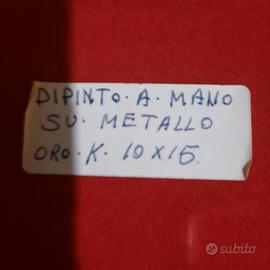 DIPINTO·A·MANO
SU·METALLO
ORO·K·10X15.
subito